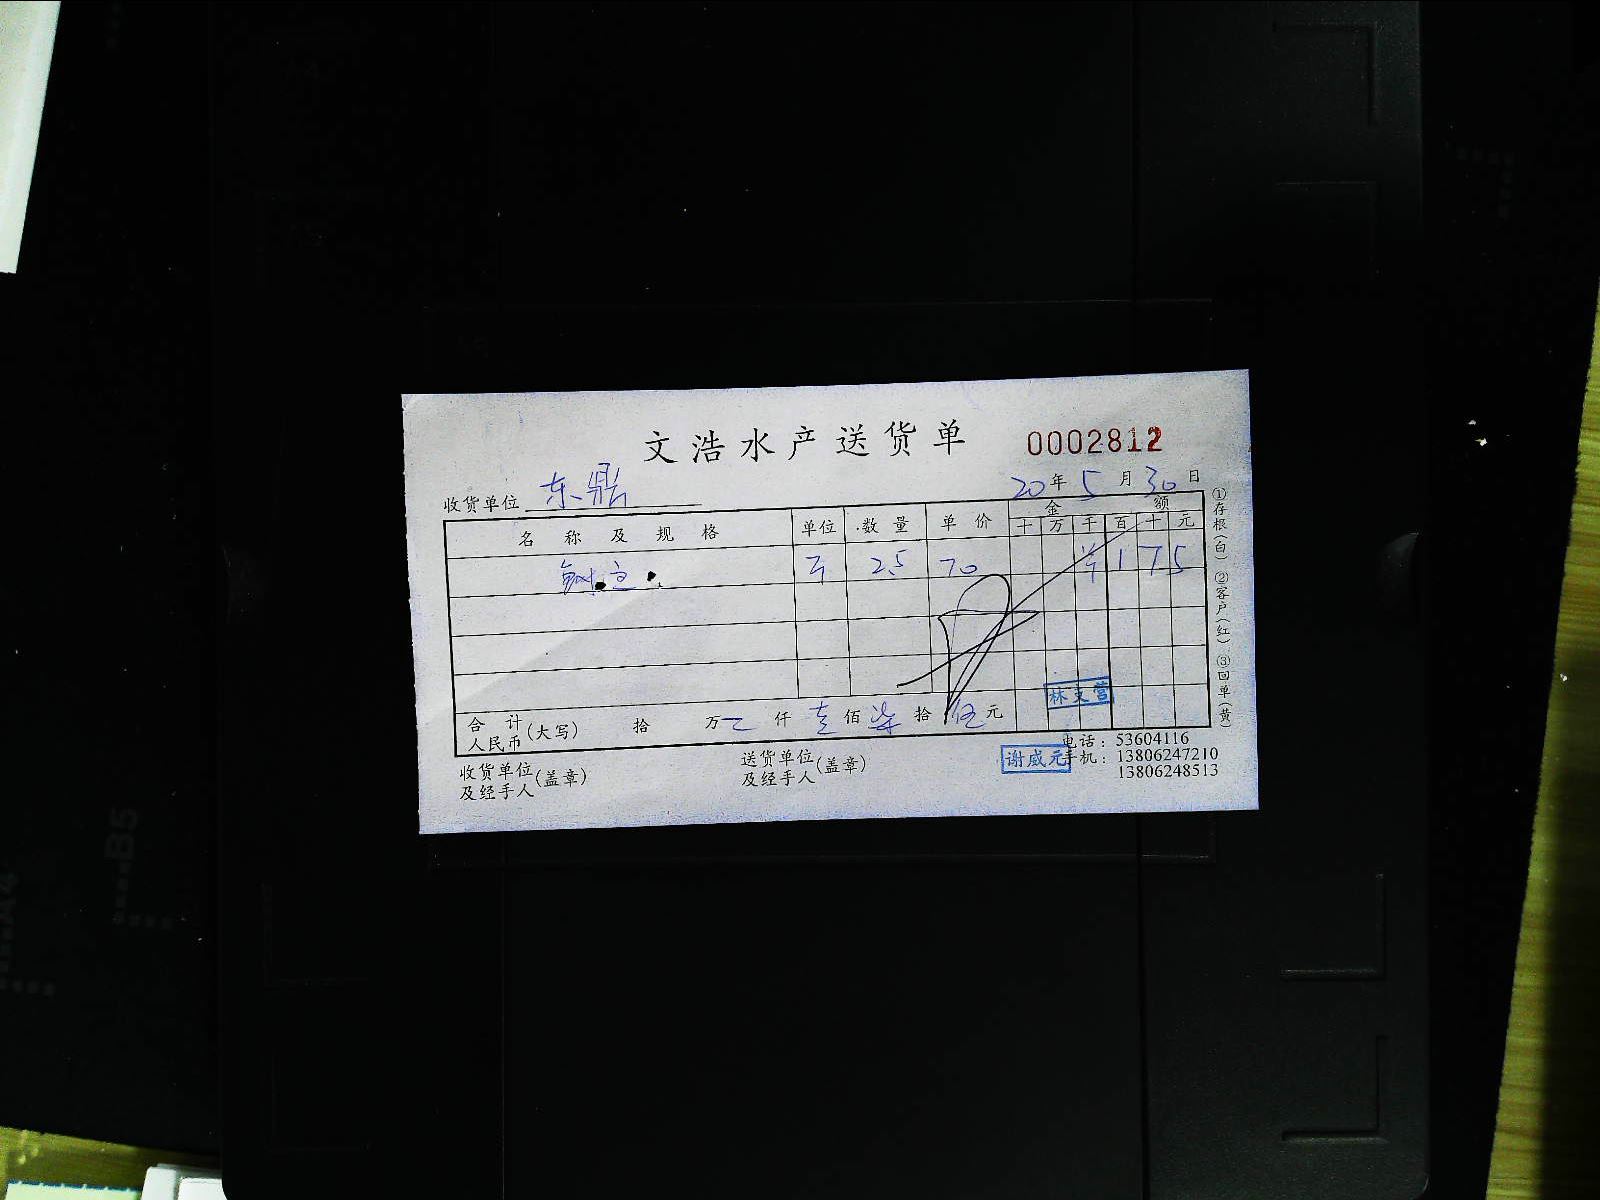 文浩水产送货单 0002812
收货单位 东鼎 20年5月30日
名称及规格 单位 数量 单价 金额
十 万 千 百 十 元
斤 2.5 70 ¥ 1 7 5
合计人民币(大写) 拾 万 仟 壹佰 柒拾 伍元
林文营
收货单位及经手人(盖章) 送货单位及经手人(盖章) 谢威元
电话：53604116
手机：13806247210
13806248513
①存根(白) ②客户(红) ③回单(黄)
B5
A4